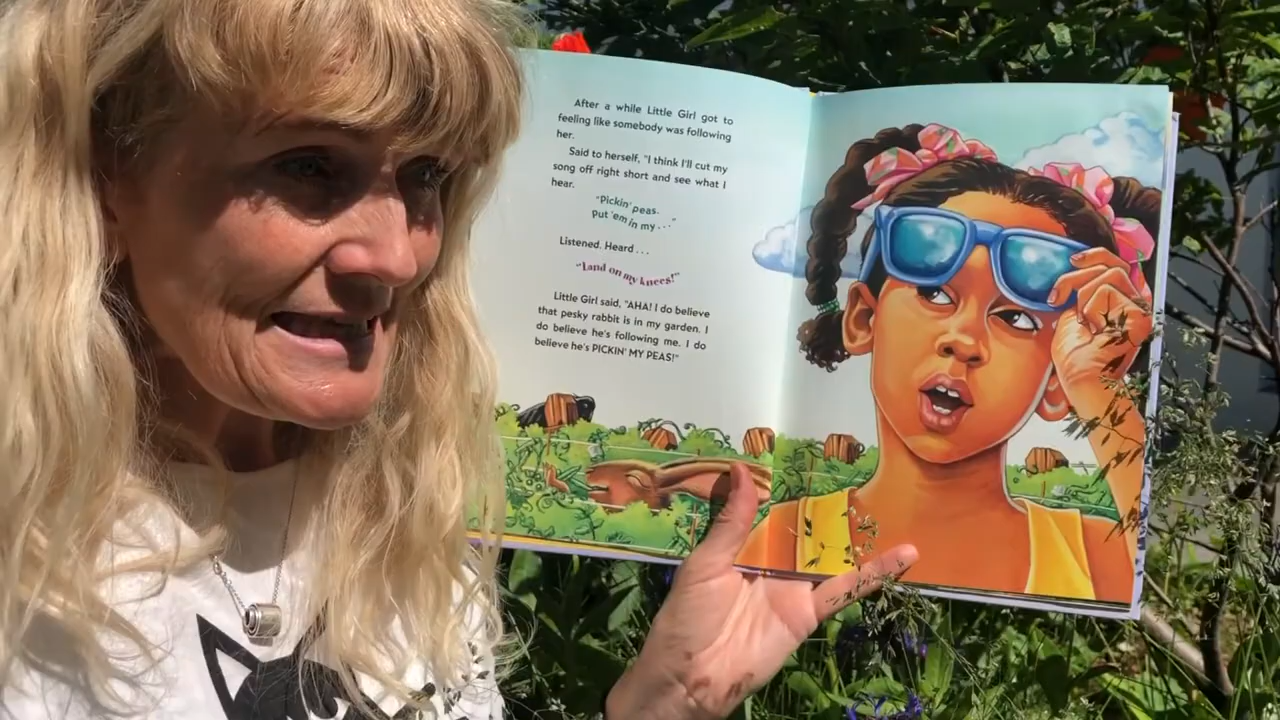 After a while Little Girl got to
feeling like somebody was following
her.
Said to herself, "I think I'll cut my
song off right short and see what I
hear.
"Pickin' peas.
Put 'em in my . . ."
Listened. Heard . . .
"Land on my knees!"
Little Girl said, "AHA! I do believe
that pesky rabbit is in my garden. I
do believe he's following me. I do
believe he's PICKIN' MY PEAS!"